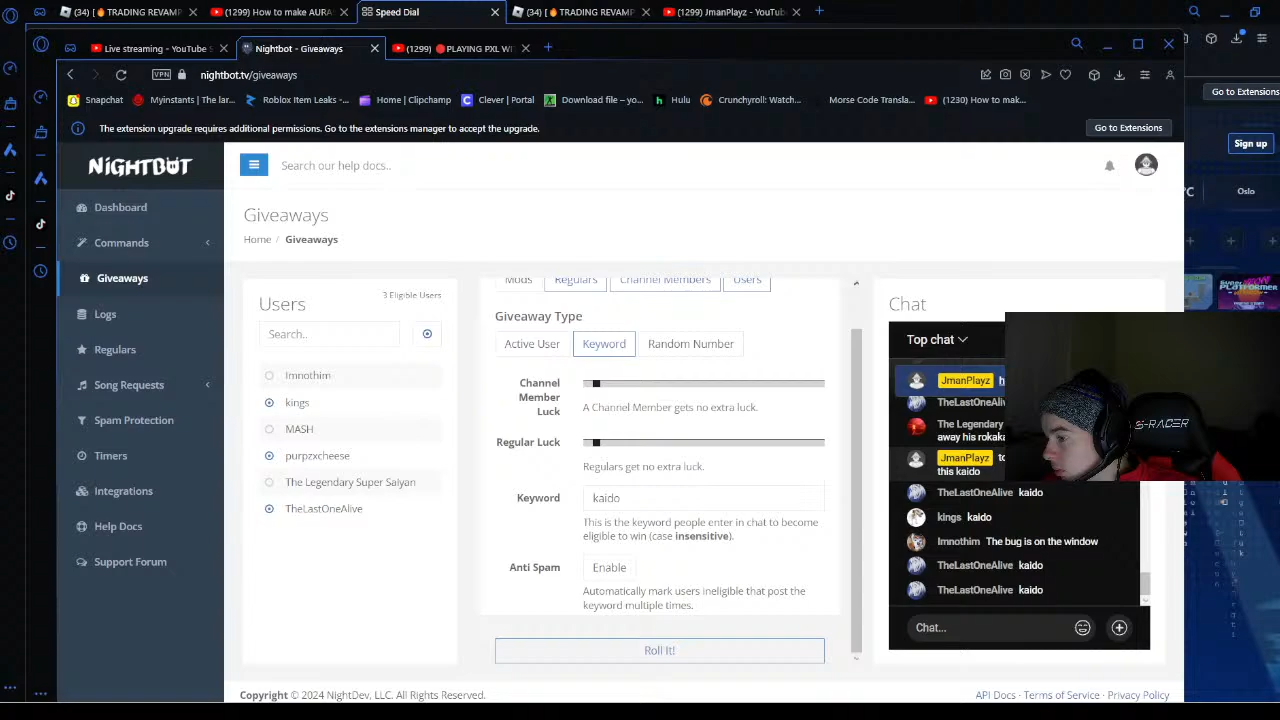 (34) [🔥 TRADING REVAMP
(1299) How to make AURA
Speed Dial
(34) [🔥 TRADING REVAMP
(1299) JmanPlayz - YouTub
Live streaming - YouTube S
Nightbot - Giveaways
(1299) 🔴PLAYING PXL WI
VPN
nightbot.tv/giveaways
Snapchat
Myinstants | The lar...
Roblox Item Leaks -...
Home | Clipchamp
Clever | Portal
Download file – yo...
Hulu
Crunchyroll: Watch...
Morse Code Transla...
(1230) How to mak...
Go to Extensions
The extension upgrade requires additional permissions. Go to the extensions manager to accept the upgrade.
Go to Extensions
Sign up
NIGHTBOT
Search our help docs..
PC
Oslo
Dashboard
Commands
Giveaways
Logs
Regulars
Song Requests
Spam Protection
Timers
Integrations
Help Docs
Support Forum
Giveaways
Home / Giveaways
Users
3 Eligible Users
Search..
Imnothim
kings
MASH
purpzxcheese
The Legendary Super Salyan
TheLastOneAlive
Mods
Regulars
Channel Members
Users
Giveaway Type
Active User
Keyword
Random Number
Channel
Member
Luck
A Channel Member gets no extra luck.
Regular Luck
Regulars get no extra luck.
Keyword
kaido
This is the keyword people enter in chat to become
eligible to win (case insensitive).
Anti Spam
Enable
Automatically mark users ineligible that post the
keyword multiple times.
Roll It!
Chat
Top chat
JmanPlayz
TheLastOneAliv
The Legendary
away his rokaka
JmanPlayz to
this kaido
TheLastOneAlive kaido
kings kaido
Imnothim The bug is on the window
TheLastOneAlive kaido
TheLastOneAlive kaido
Chat...
S-RACER
Copyright © 2024 NightDev, LLC. All Rights Reserved.
API Docs · Terms of Service · Privacy Policy